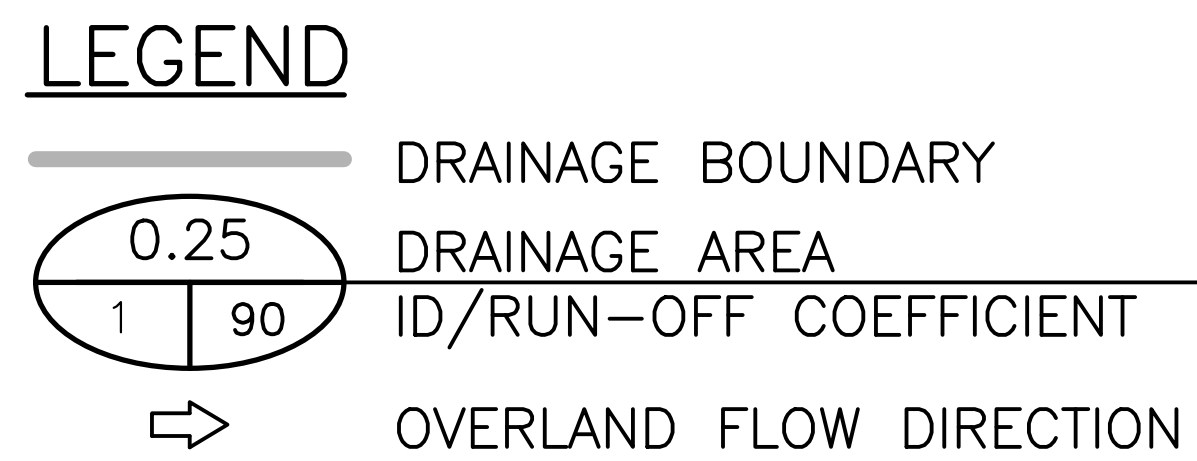 LEGEND
DRAINAGE BOUNDARY
0.25 DRAINAGE AREA
1 90 ID/RUN-OFF COEFFICIENT
OVERLAND FLOW DIRECTION